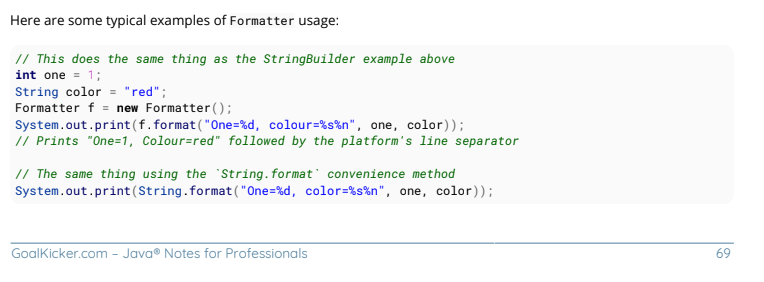 Here are some typical examples of Formatter usage:
// This does the same thing as the StringBuilder example above
int one = 1;
String color = "red";
Formatter f = new Formatter();
System.out.print(f.format("One=%d, colour=%s%n", one, color));
// Prints "One=1, Colour=red" followed by the platform's line separator
// The same thing using the `String.format` convenience method
System.out.print(String.format("One=%d, color=%s%n", one, color));
GoalKicker.com – Java® Notes for Professionals 69